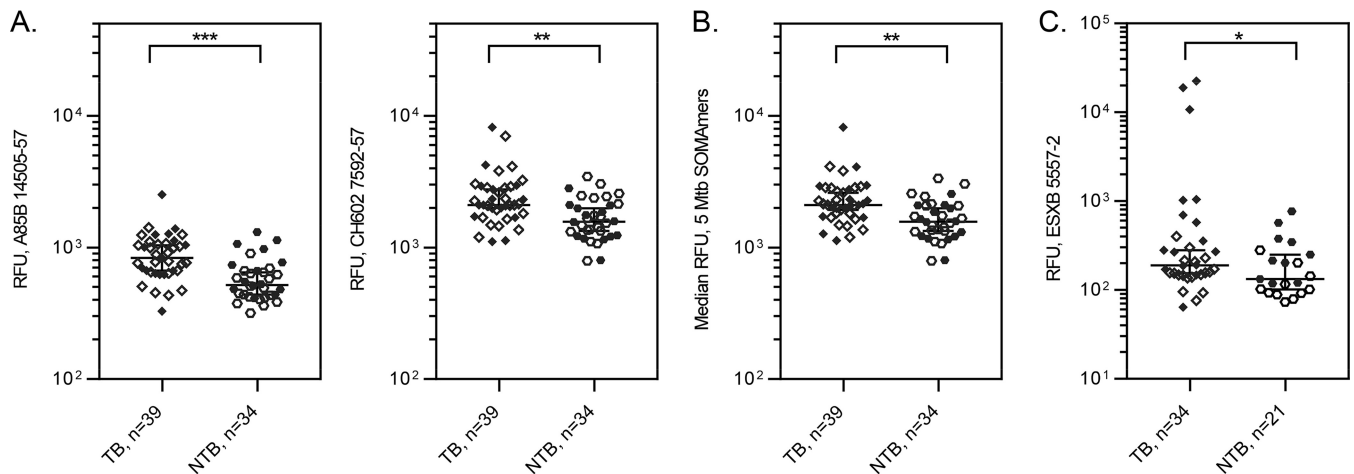 A.
B.
C.
RFU, A85B 14505-57
10⁴
10³
10²
***
TB, n=39
NTB, n=34
RFU, CH602 7592-57
10⁴
10³
10²
**
TB, n=39
NTB, n=34
Median RFU, 5 Mtb SOMAmers
10⁴
10³
10²
**
TB, n=39
NTB, n=34
RFU, ESXB 5557-2
10⁵
10⁴
10³
10²
10¹
*
TB, n=34
NTB, n=21